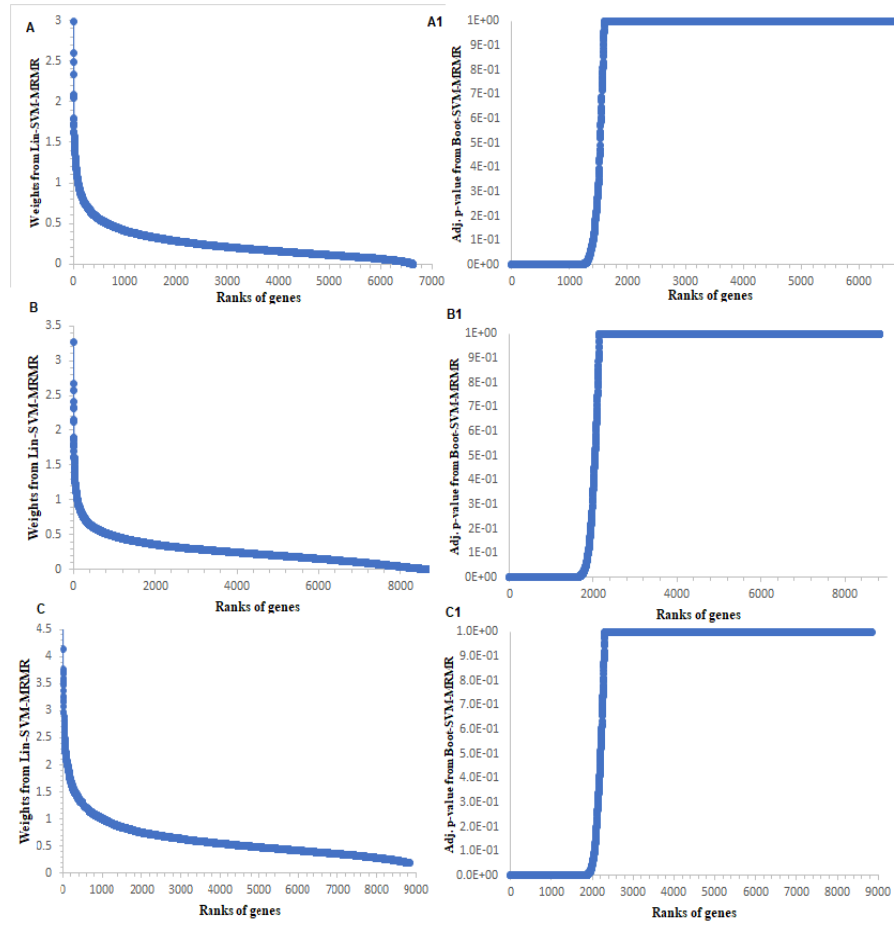 A
Weights from Lin-SVM-MRMR
3
2.5
2
1.5
1
0.5
0
0 1000 2000 3000 4000 5000 6000 7000
Ranks of genes
A1
Adj. p-value from Boot-SVM-MRMR
1E+00
9E-01
8E-01
7E-01
6E-01
5E-01
4E-01
3E-01
2E-01
1E-01
0E+00
0 1000 2000 3000 4000 5000 6000
Ranks of genes
B
Weights from Lin-SVM-MRMR
3.5
3
2.5
2
1.5
1
0.5
0
0 2000 4000 6000 8000
Ranks of genes
B1
Adj. p-value from Boot-SVM-MRMR
1E+00
9E-01
8E-01
7E-01
6E-01
5E-01
4E-01
3E-01
2E-01
1E-01
0E+00
0 2000 4000 6000 8000
Ranks of genes
C
Weights from Lin-SVM-MRMR
4.5
4
3.5
3
2.5
2
1.5
1
0.5
0
0 1000 2000 3000 4000 5000 6000 7000 8000 9000
Ranks of genes
C1
Adj. p-value from Boot-SVM-MRMR
1.0E+00
9.0E-01
8.0E-01
7.0E-01
6.0E-01
5.0E-01
4.0E-01
3.0E-01
2.0E-01
1.0E-01
0.0E+00
0 1000 2000 3000 4000 5000 6000 7000 8000 9000
Ranks of genes